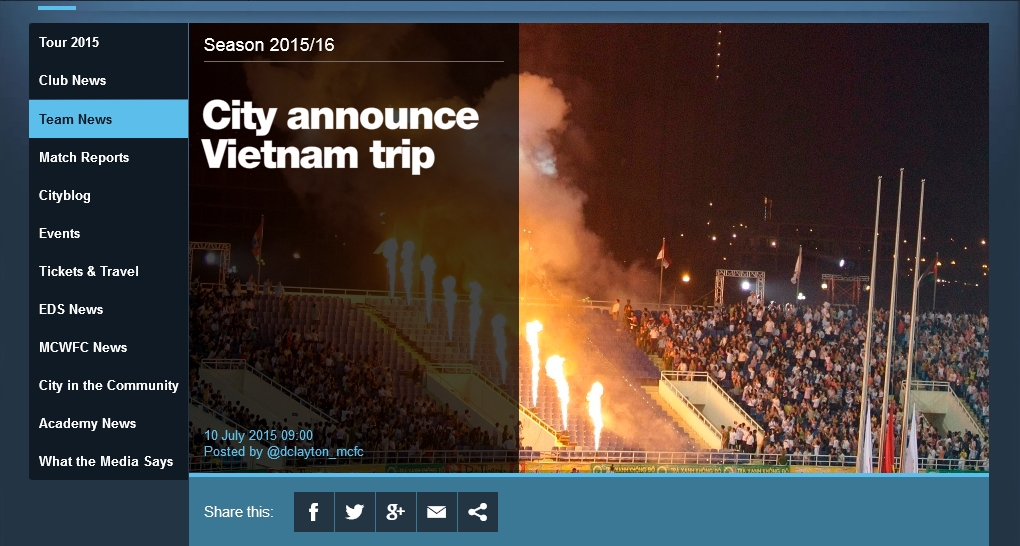 Tour 2015
Club News
Team News
Match Reports
Cityblog
Events
Tickets & Travel
EDS News
MCWFC News
City in the Community
Academy News
What the Media Says
Season 2015/16
City announce
Vietnam trip
10 July 2015 09:00
Posted by @dclayton_mcfc
Share this: